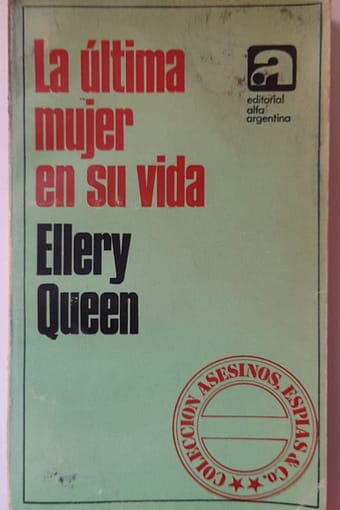 La última
mujer
en su vida
Ellery
Queen
a
editorial
alfa
argentina
COLECCION ASESINOS, ESPIAS & Co.